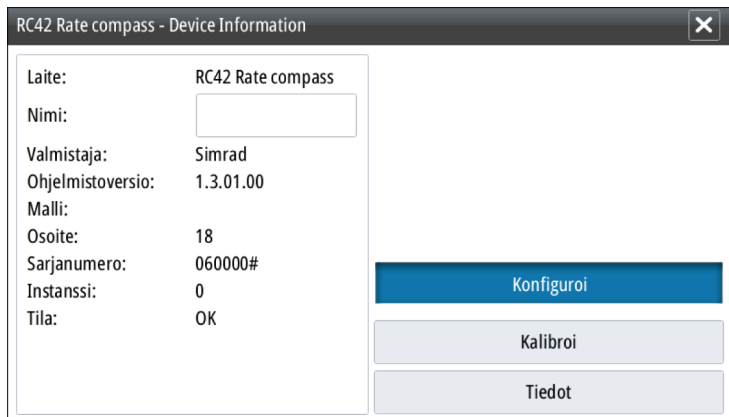 RC42 Rate compass - Device Information
Laite: RC42 Rate compass
Nimi:
Valmistaja: Simrad
Ohjelmistoversio: 1.3.01.00
Malli:
Osoite: 18
Sarjanumero: 060000#
Instanssi: 0
Tila: OK
Konfiguroi
Kalibroi
Tiedot